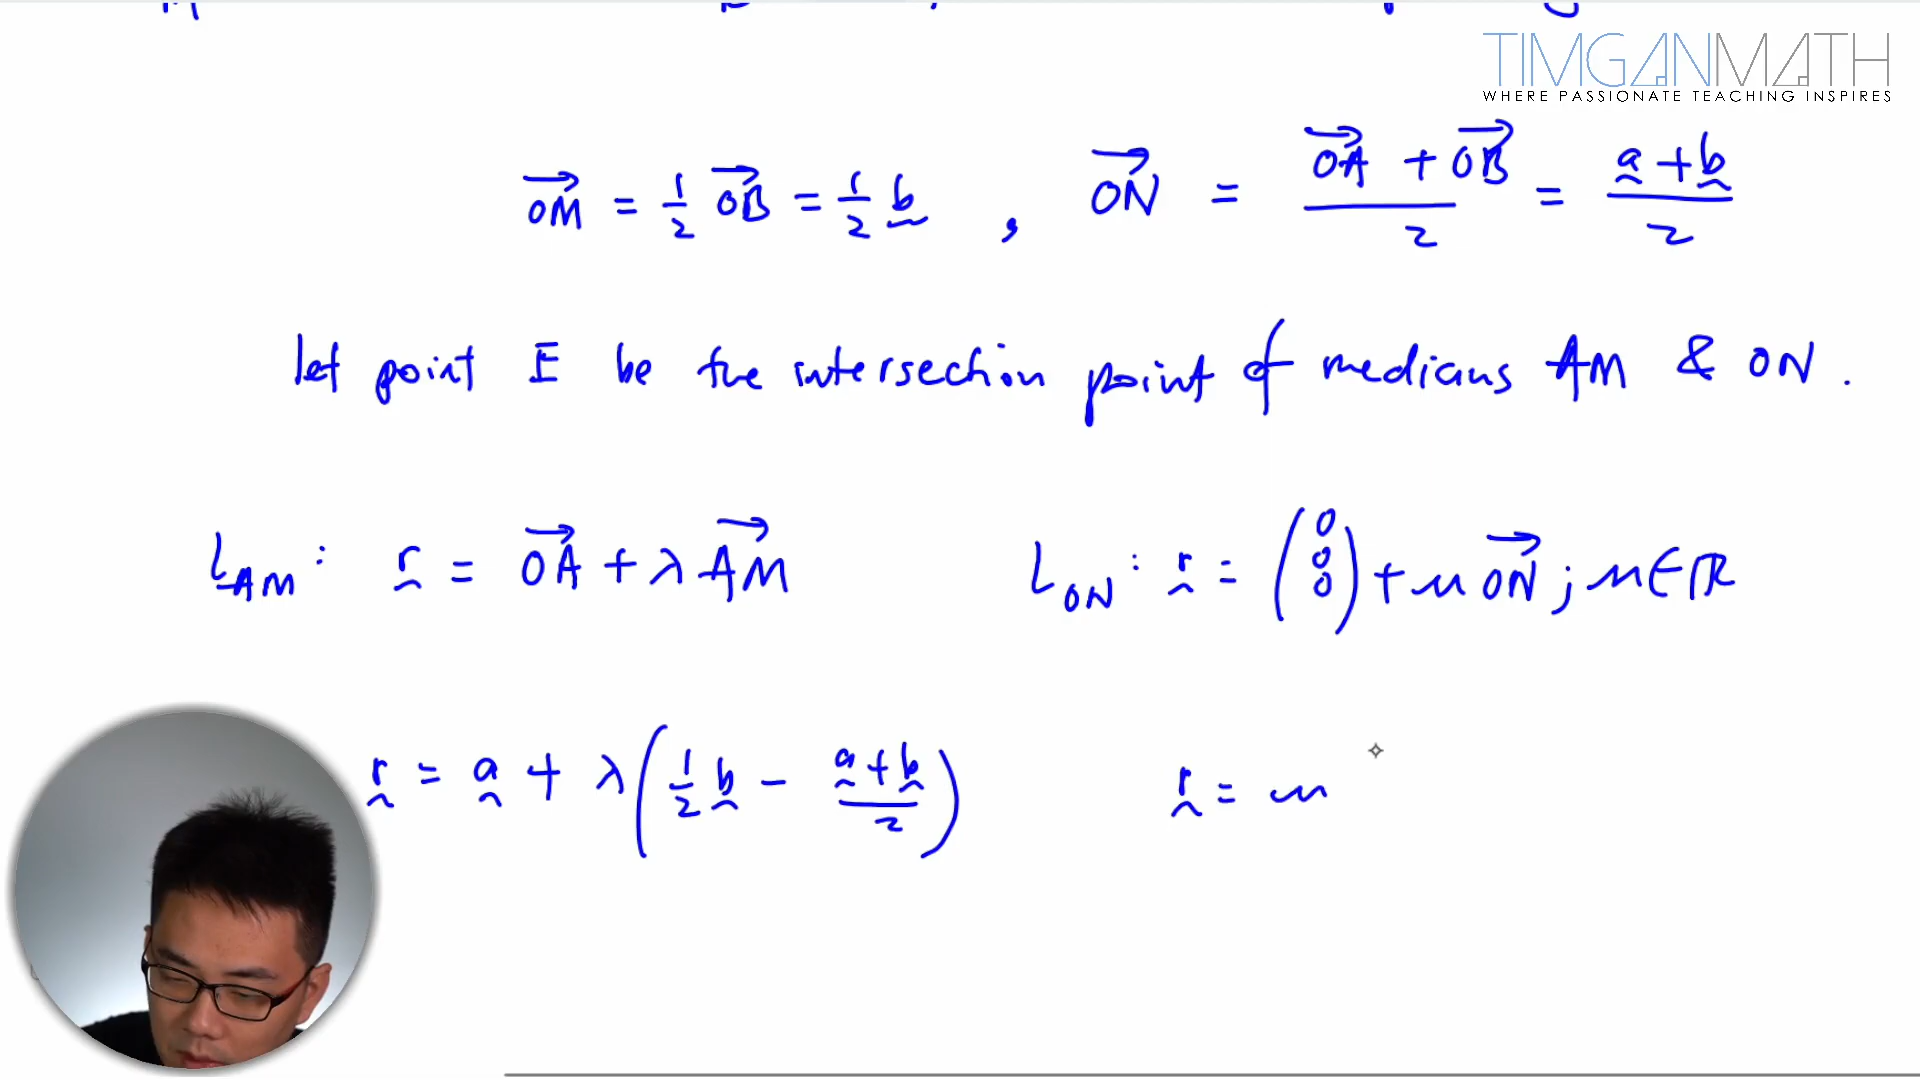 TIMGANMATH
WHERE PASSIONATE TEACHING INSPIRES
OM = 1/2 OB = 1/2 b , ON = (OA + OB)/2 = (a + b)/2
let point E be the intersection point of medians AM & ON .
L_AM : r = OA + λ AM
L_ON : r = (0 0 0) + μ ON ; μ ∈ ℝ
r = a + λ (1/2 b - (a + b)/2)
r = μ